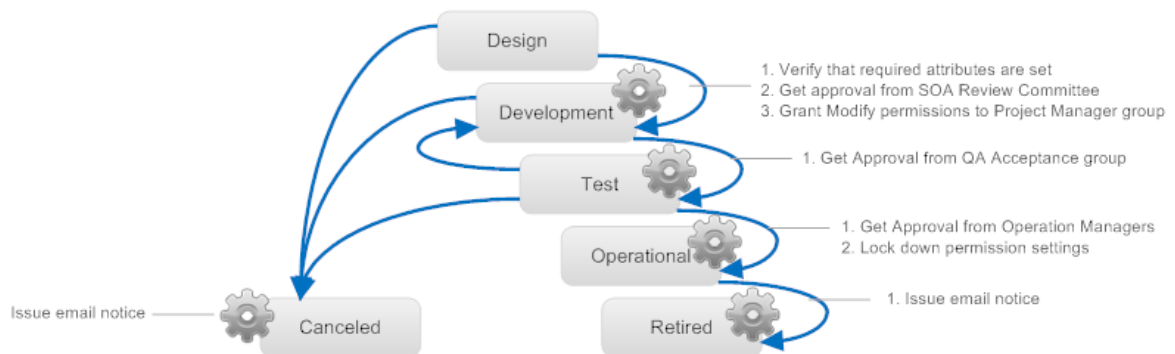 Design
1. Verify that required attributes are set
2. Get approval from SOA Review Committee
3. Grant Modify permissions to Project Manager group
Development
1. Get Approval from QA Acceptance group
Test
1. Get Approval from Operation Managers
2. Lock down permission settings
Operational
1. Issue email notice
Issue email notice
Canceled
Retired